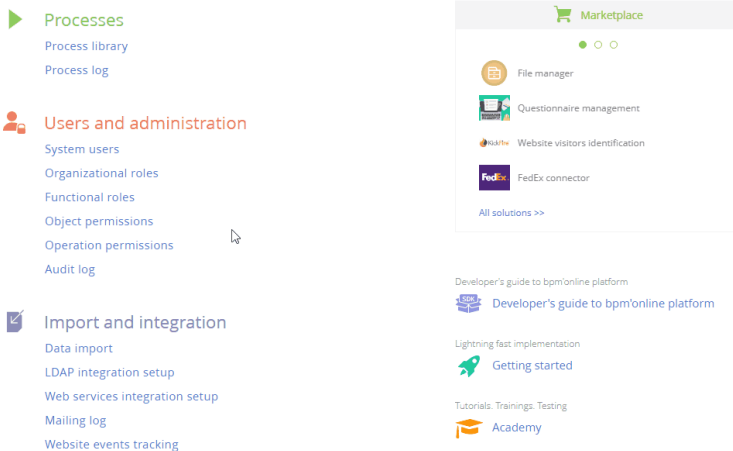 Processes
Process library
Process log
Users and administration
System users
Organizational roles
Functional roles
Object permissions
Operation permissions
Audit log
Import and integration
Data import
LDAP integration setup
Web services integration setup
Mailing log
Website events tracking
Marketplace
File manager
Questionnaire management
KickFire
Website visitors identification
FedEx.
FedEx connector
All solutions >>
Developer's guide to bpm'online platform
SDK
Developer's guide to bpm'online platform
Lightning fast implementation
Getting started
Tutorials. Trainings. Testing
Academy